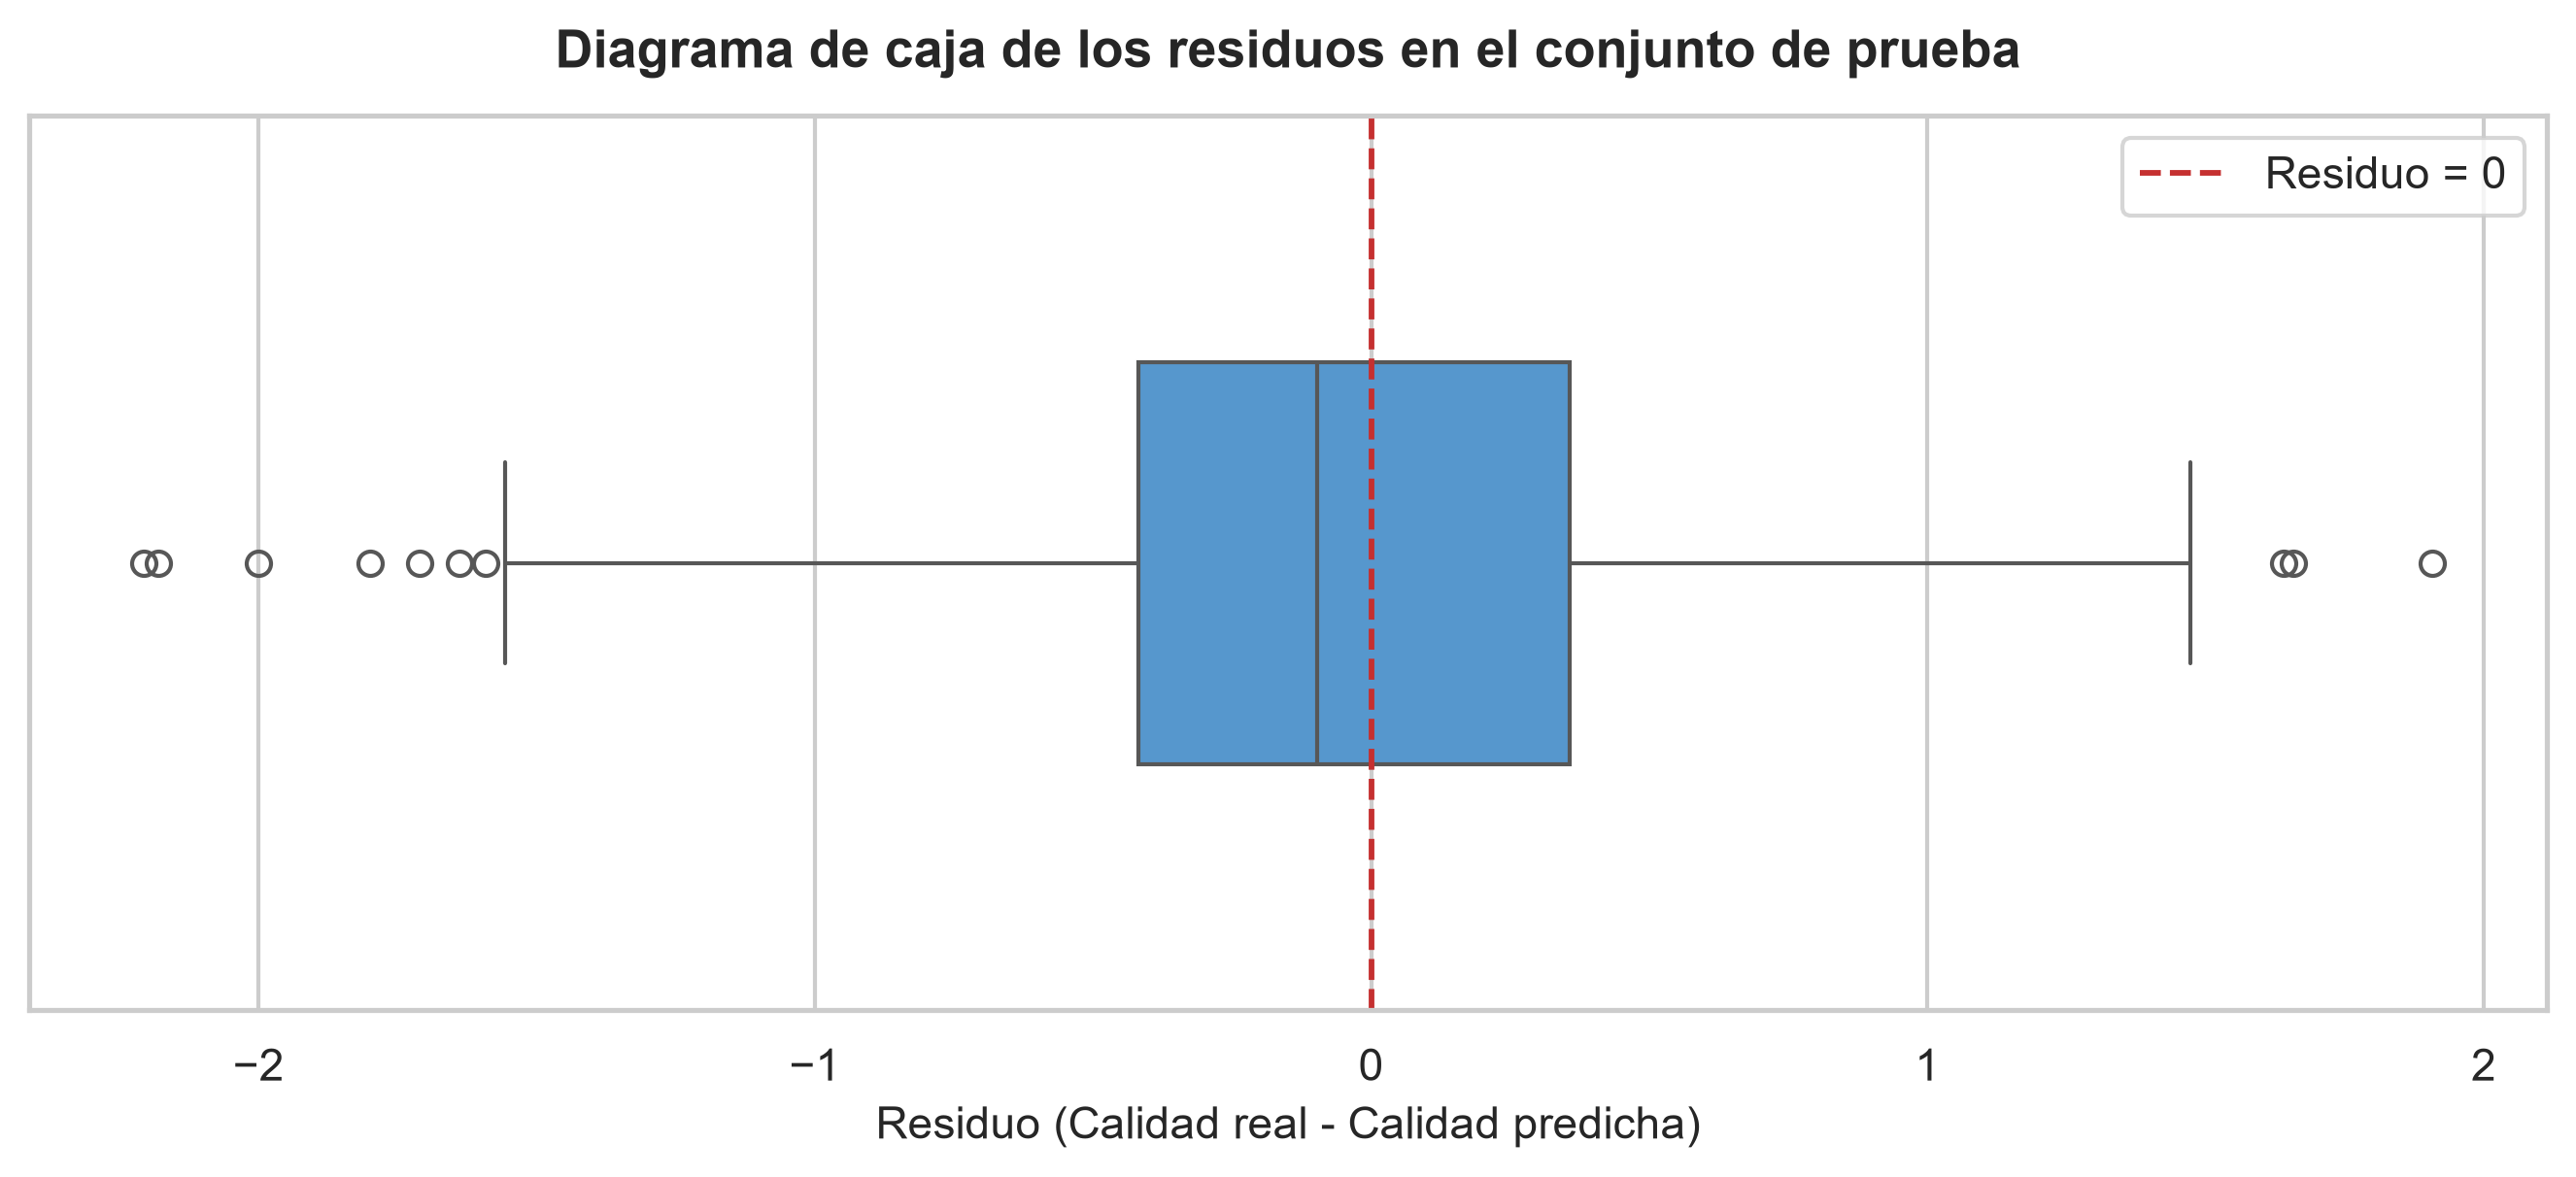 Diagrama de caja de los residuos en el conjunto de prueba
Residuo = 0
−2 −1 0 1 2
Residuo (Calidad real - Calidad predicha)